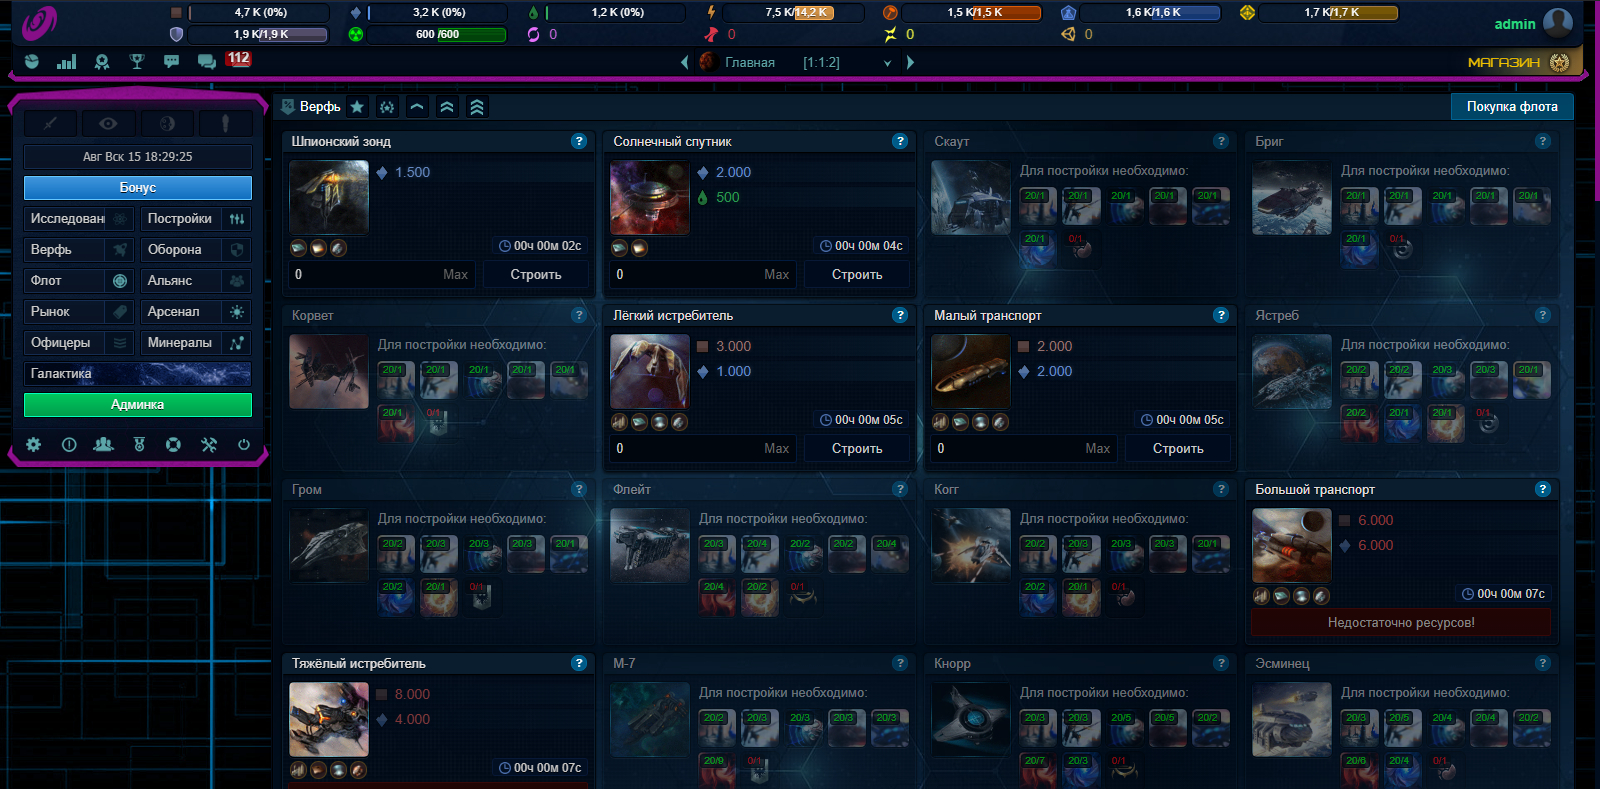 4,7 K (0%)
3,2 K (0%)
1,2 K (0%)
7,5 K/14,2 K
1,5 K/1,5 K
1,6 K/1,6 K
1,7 K/1,7 K
1,9 K/1,9 K
600 /600
0
0
0
0
admin
112
Главная [1:1:2]
МАГАЗИН
Авг Вск 15 18:29:25
Бонус
Исследован
Постройки
Верфь
Оборона
Флот
Альянс
Рынок
Арсенал
Офицеры
Минералы
Галактика
Админка
Верфь
Покупка флота
Шпионский зонд ?
1.500
00ч 00м 02с
0 Max Строить
Солнечный спутник ?
2.000
500
00ч 00м 04с
0 Max Строить
Скаут ?
Для постройки необходимо:
20/1 20/1 20/1 20/1 20/1
20/1 0/1
Бриг ?
Для постройки необходимо:
20/1 20/1 20/1 20/1 20/1
20/1 0/1
Корвет ?
Для постройки необходимо:
20/1 20/1 20/1 20/1 20/1
20/1 0/1
Лёгкий истребитель ?
3.000
1.000
00ч 00м 05с
0 Max Строить
Малый транспорт ?
2.000
2.000
00ч 00м 05с
0 Max Строить
Ястреб ?
Для постройки необходимо:
20/2 20/2 20/3 20/3 20/1
20/2 20/1 20/1 0/1
Гром ?
Для постройки необходимо:
20/2 20/3 20/3 20/3 20/1
20/2 20/1 0/1
Флейт ?
Для постройки необходимо:
20/3 20/4 20/2 20/2 20/4
20/4 20/2 0/1
Когг ?
Для постройки необходимо:
20/2 20/3 20/3 20/3 20/1
20/2 20/1 0/1
Большой транспорт ?
6.000
6.000
00ч 00м 07с
Недостаточно ресурсов!
Тяжёлый истребитель ?
8.000
4.000
00ч 00м 07с
М-7 ?
Для постройки необходимо:
20/2 20/3 20/3 20/3 20/3
20/9 0/1
Кнорр ?
Для постройки необходимо:
20/3 20/3 20/5 20/5 20/2
20/7 20/3 0/1
Эсминец ?
Для постройки необходимо:
20/3 20/5 20/4 20/4 20/2
20/6 20/4 0/1